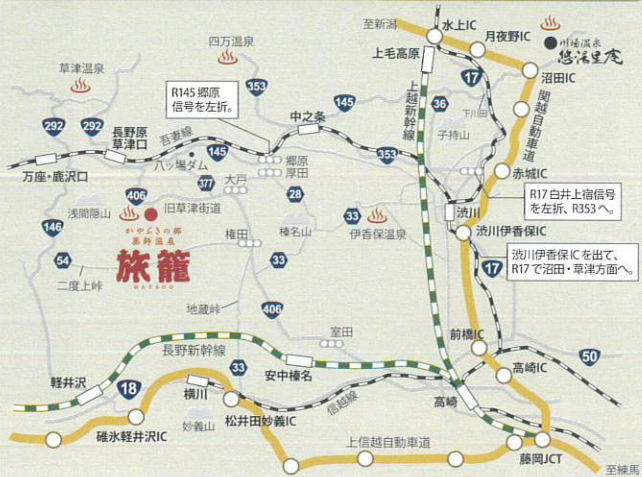 至新潟
水上IC
月夜野IC
川場温泉
悠湯里庵
四万温泉
上毛高原
17
沼田IC
草津温泉
353
R145 郷原
信号を左折。
上越新幹線
36
下川田
関越自動車道
292
292
長野原
草津口
吾妻線
中之条
145
子持山
八ッ場ダム
145
郷原
厚田
353
赤城IC
万座・鹿沢口
406
377
大戸
28
R17 白井上宿信号
を左折、R353へ。
渋川
浅間隠山
旧草津街道
33
146
かやぶきの郷
薬師温泉
旅籠
HATAGO
権田
榛名山
伊香保温泉
渋川伊香保IC
54
二度上峠
33
17
渋川伊香保 ICを出て、
R17で沼田・草津方面へ。
地蔵峠
406
室田
前橋IC
50
長野新幹線
33
高崎IC
軽井沢
18
横川
安中榛名
高崎
信越線
碓氷軽井沢IC
妙義山
松井田妙義IC
上信越自動車道
藤岡JCT
至練馬